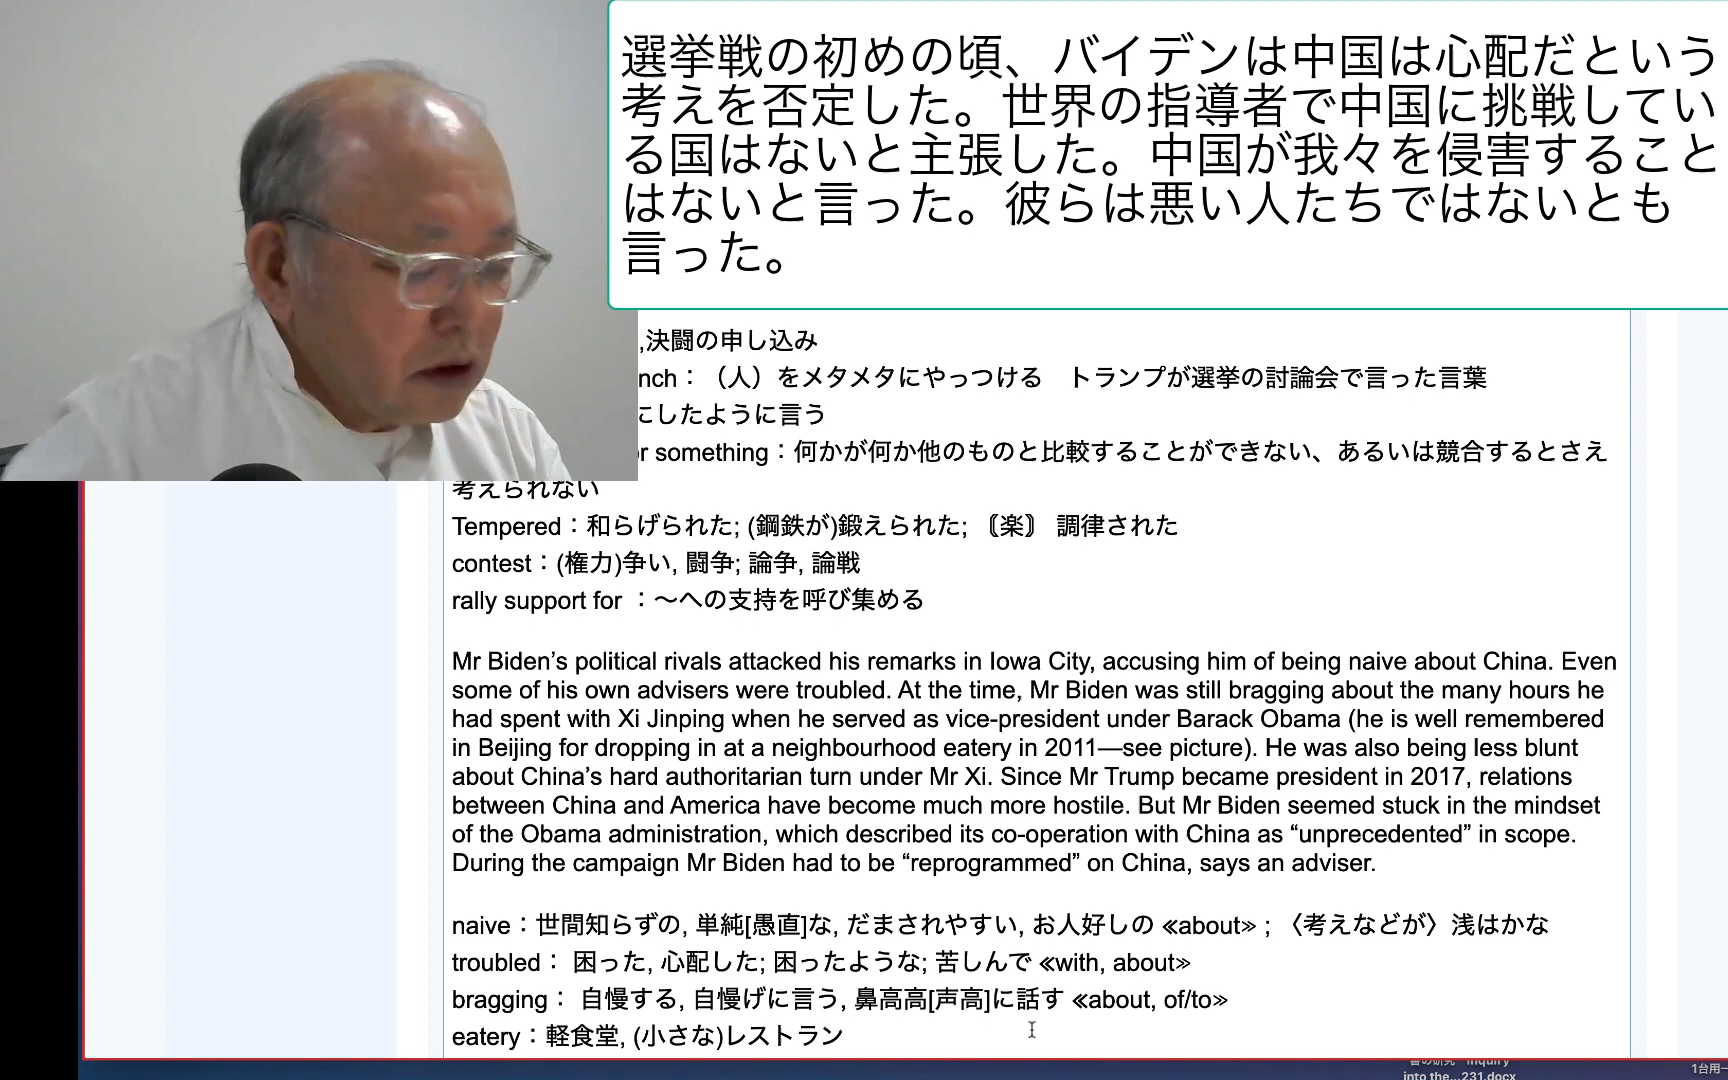 選挙戦の初めの頃、バイデンは中国は心配だという
考えを否定した。世界の指導者で中国に挑戦してい
る国はないと主張した。中国が我々を侵害すること
はないと言った。彼らは悪い人たちではないとも
言った。
,決闘の申し込み
nch：（人）をメタメタにやっつける　トランプが選挙の討論会で言った言葉
にしたように言う
r something：何かが何か他のものと比較することができない、あるいは競合するとさえ
考えられない
Tempered：和らげられた; (鋼鉄が)鍛えられた; 〘楽〙 調律された
contest：(権力)争い, 闘争; 論争, 論戦
rally support for ：〜への支持を呼び集める
Mr Biden’s political rivals attacked his remarks in Iowa City, accusing him of being naive about China. Even
some of his own advisers were troubled. At the time, Mr Biden was still bragging about the many hours he
had spent with Xi Jinping when he served as vice-president under Barack Obama (he is well remembered
in Beijing for dropping in at a neighbourhood eatery in 2011—see picture). He was also being less blunt
about China’s hard authoritarian turn under Mr Xi. Since Mr Trump became president in 2017, relations
between China and America have become much more hostile. But Mr Biden seemed stuck in the mindset
of the Obama administration, which described its co-operation with China as “unprecedented” in scope.
During the campaign Mr Biden had to be “reprogrammed” on China, says an adviser.
naive：世間知らずの, 単純[愚直]な, だまされやすい, お人好しの ≪about≫ ; 〈考えなどが〉浅はかな
troubled： 困った, 心配した; 困ったような; 苦しんで ≪with, about≫
bragging： 自慢する, 自慢げに言う, 鼻高高[声高]に話す ≪about, of/to≫
eatery：軽食堂, (小さな)レストラン
善の研究 Inquiry
into the...231.docx
1台用